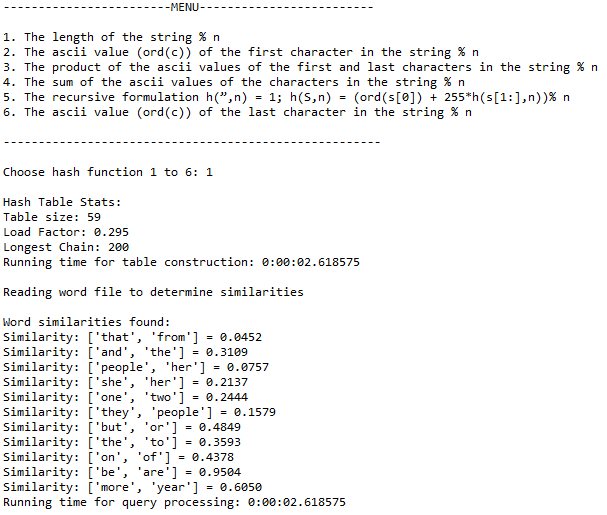 ------------------------MENU-------------------------
1. The length of the string % n
2. The ascii value (ord(c)) of the first character in the string % n
3. The product of the ascii values of the first and last characters in the string % n
4. The sum of the ascii values of the characters in the string % n
5. The recursive formulation h(”,n) = 1; h(S,n) = (ord(s[0]) + 255*h(s[1:],n))% n
6. The ascii value (ord(c)) of the last character in the string % n
------------------------------------------------------
Choose hash function 1 to 6: 1
Hash Table Stats:
Table size: 59
Load Factor: 0.295
Longest Chain: 200
Running time for table construction: 0:00:02.618575
Reading word file to determine similarities
Word similarities found:
Similarity: ['that', 'from'] = 0.0452
Similarity: ['and', 'the'] = 0.3109
Similarity: ['people', 'her'] = 0.0757
Similarity: ['she', 'her'] = 0.2137
Similarity: ['one', 'two'] = 0.2444
Similarity: ['they', 'people'] = 0.1579
Similarity: ['but', 'or'] = 0.4849
Similarity: ['the', 'to'] = 0.3593
Similarity: ['on', 'of'] = 0.4378
Similarity: ['be', 'are'] = 0.9504
Similarity: ['more', 'year'] = 0.6050
Running time for query processing: 0:00:02.618575